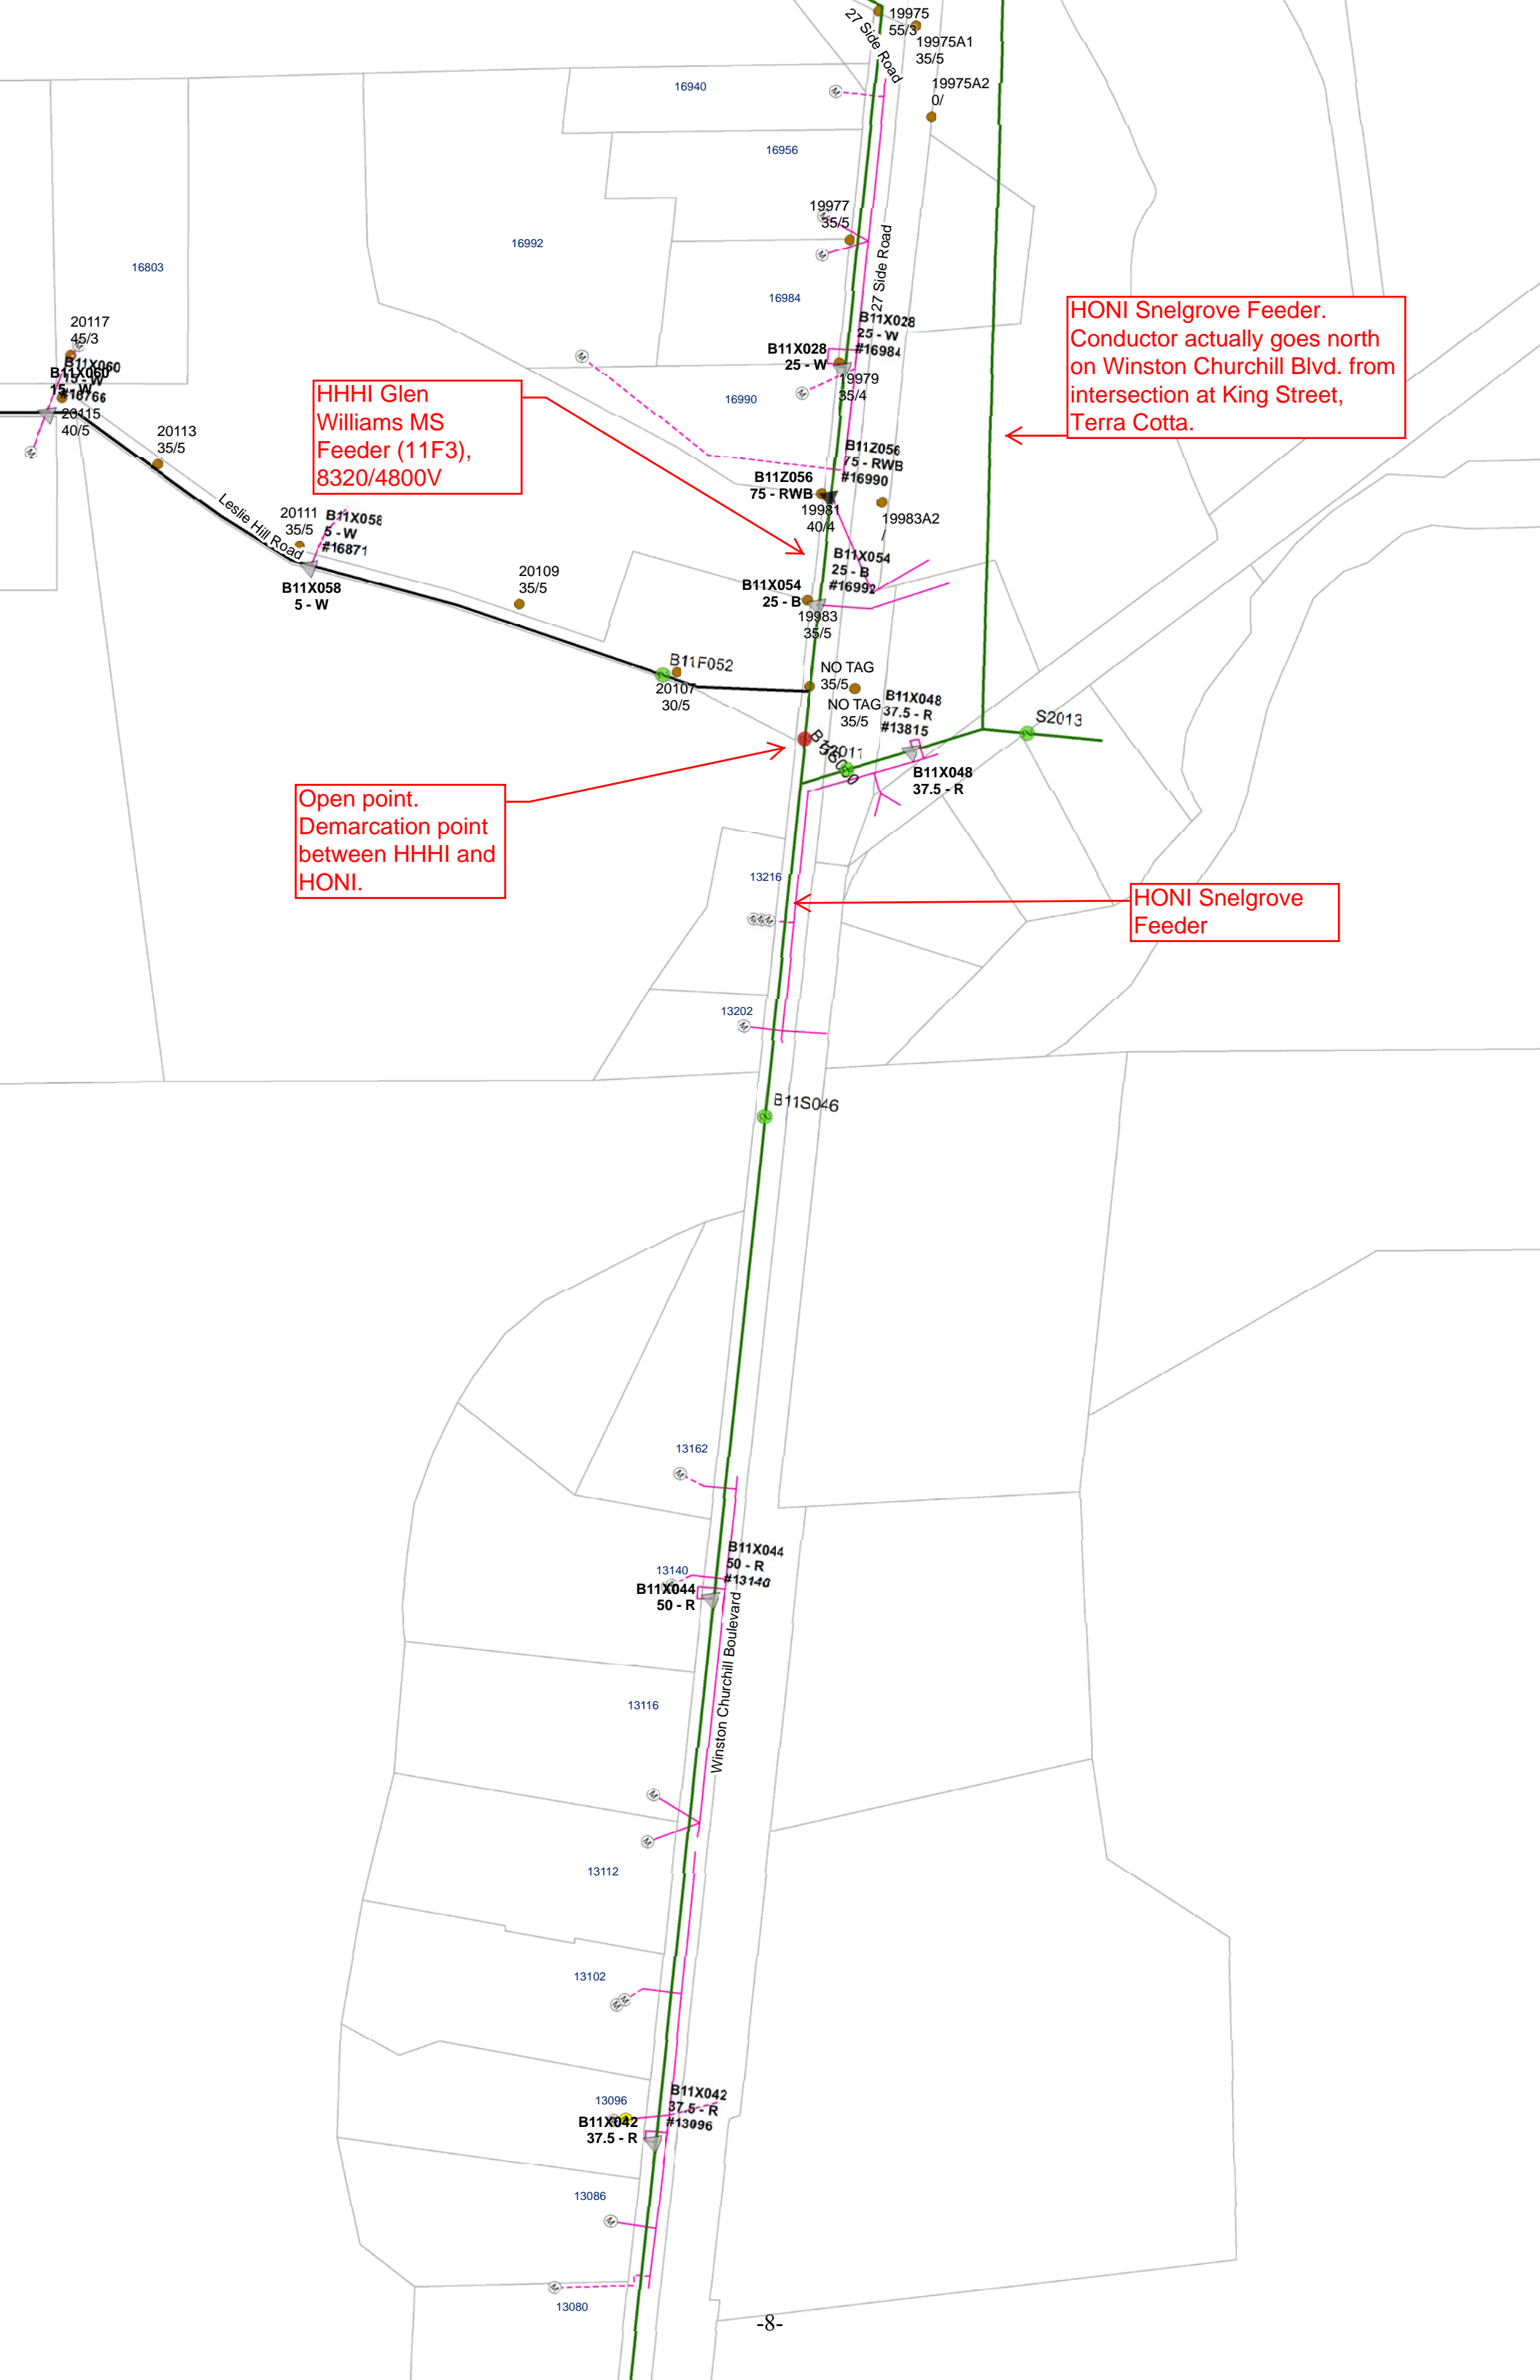 19975
55/3
27 Side Road
19975A1
35/5
19975A2
0/
16940
16956
19977
35/5
16992
16803
27 Side Road
16984
HONI Snelgrove Feeder.
Conductor actually goes north
on Winston Churchill Blvd. from
intersection at King Street,
Terra Cotta.
20117
45/3
B11X028
25 - W
#16984
B11X028
25 - W
19979
35/4
B11X060
15 - W
#16766
B11X060
15 - W
20115
40/5
HHHI Glen
Williams MS
Feeder (11F3),
8320/4800V
16990
20113
35/5
B11Z056
75 - RWB
#16990
B11Z056
75 - RWB
19981
40/4
19983A2
/
Leslie Hill Road
20111
35/5
B11X058
5 - W
#16871
B11X058
5 - W
20109
35/5
B11X054
25 - B
#16992
B11X054
25 - B
19983
35/5
B11F052
20107
30/5
NO TAG
35/5
NO TAG
35/5
B11X048
37.5 - R
#13815
S2013
B11X048
37.5 - R
Open point.
Demarcation point
between HHHI and
HONI.
13216
HONI Snelgrove
Feeder
13202
B11S046
13162
B11X044
50 - R
#13140
13140
B11X044
50 - R
Winston Churchill Boulevard
13116
13112
13102
B11X042
37.5 - R
#13096
13096
B11X042
37.5 - R
13086
13080
-8-